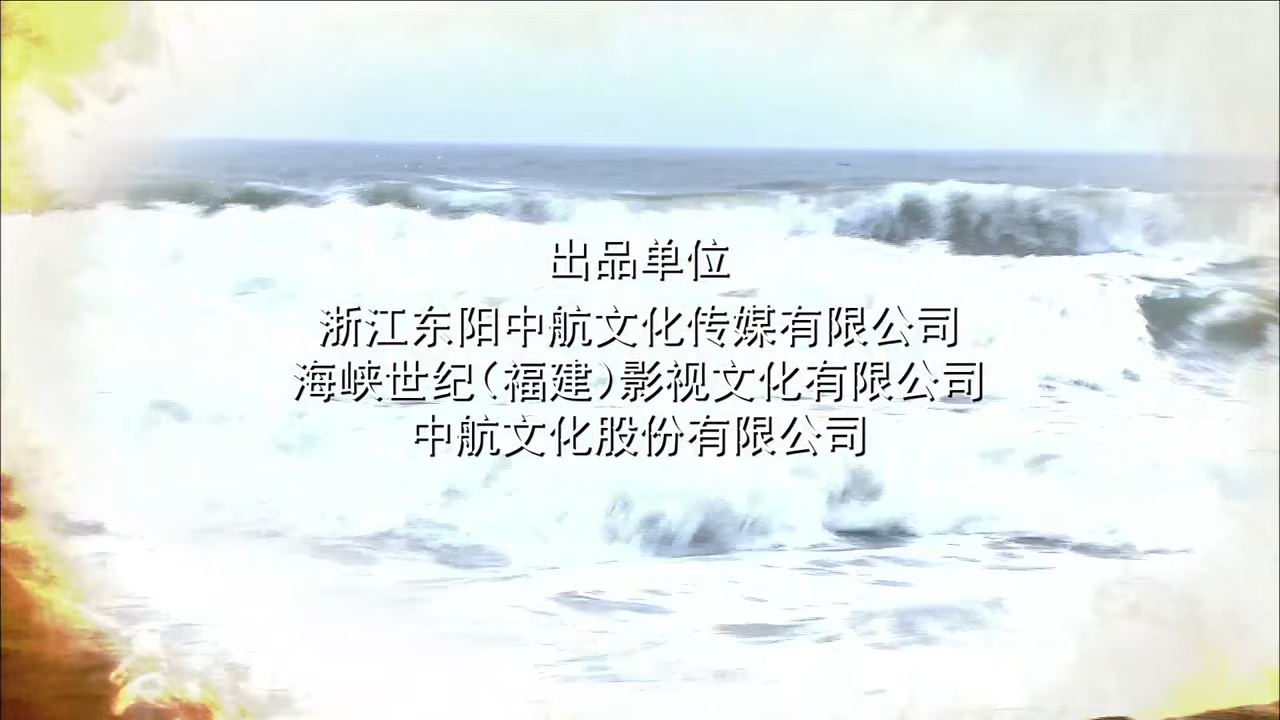 出品单位
浙江东阳中航文化传媒有限公司
海峡世纪(福建)影视文化有限公司
中航文化股份有限公司